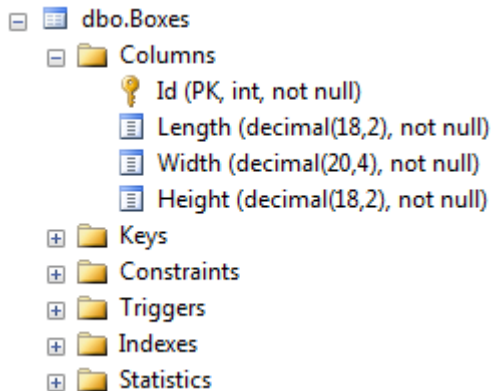 dbo.Boxes
Columns
Id (PK, int, not null)
Length (decimal(18,2), not null)
Width (decimal(20,4), not null)
Height (decimal(18,2), not null)
Keys
Constraints
Triggers
Indexes
Statistics